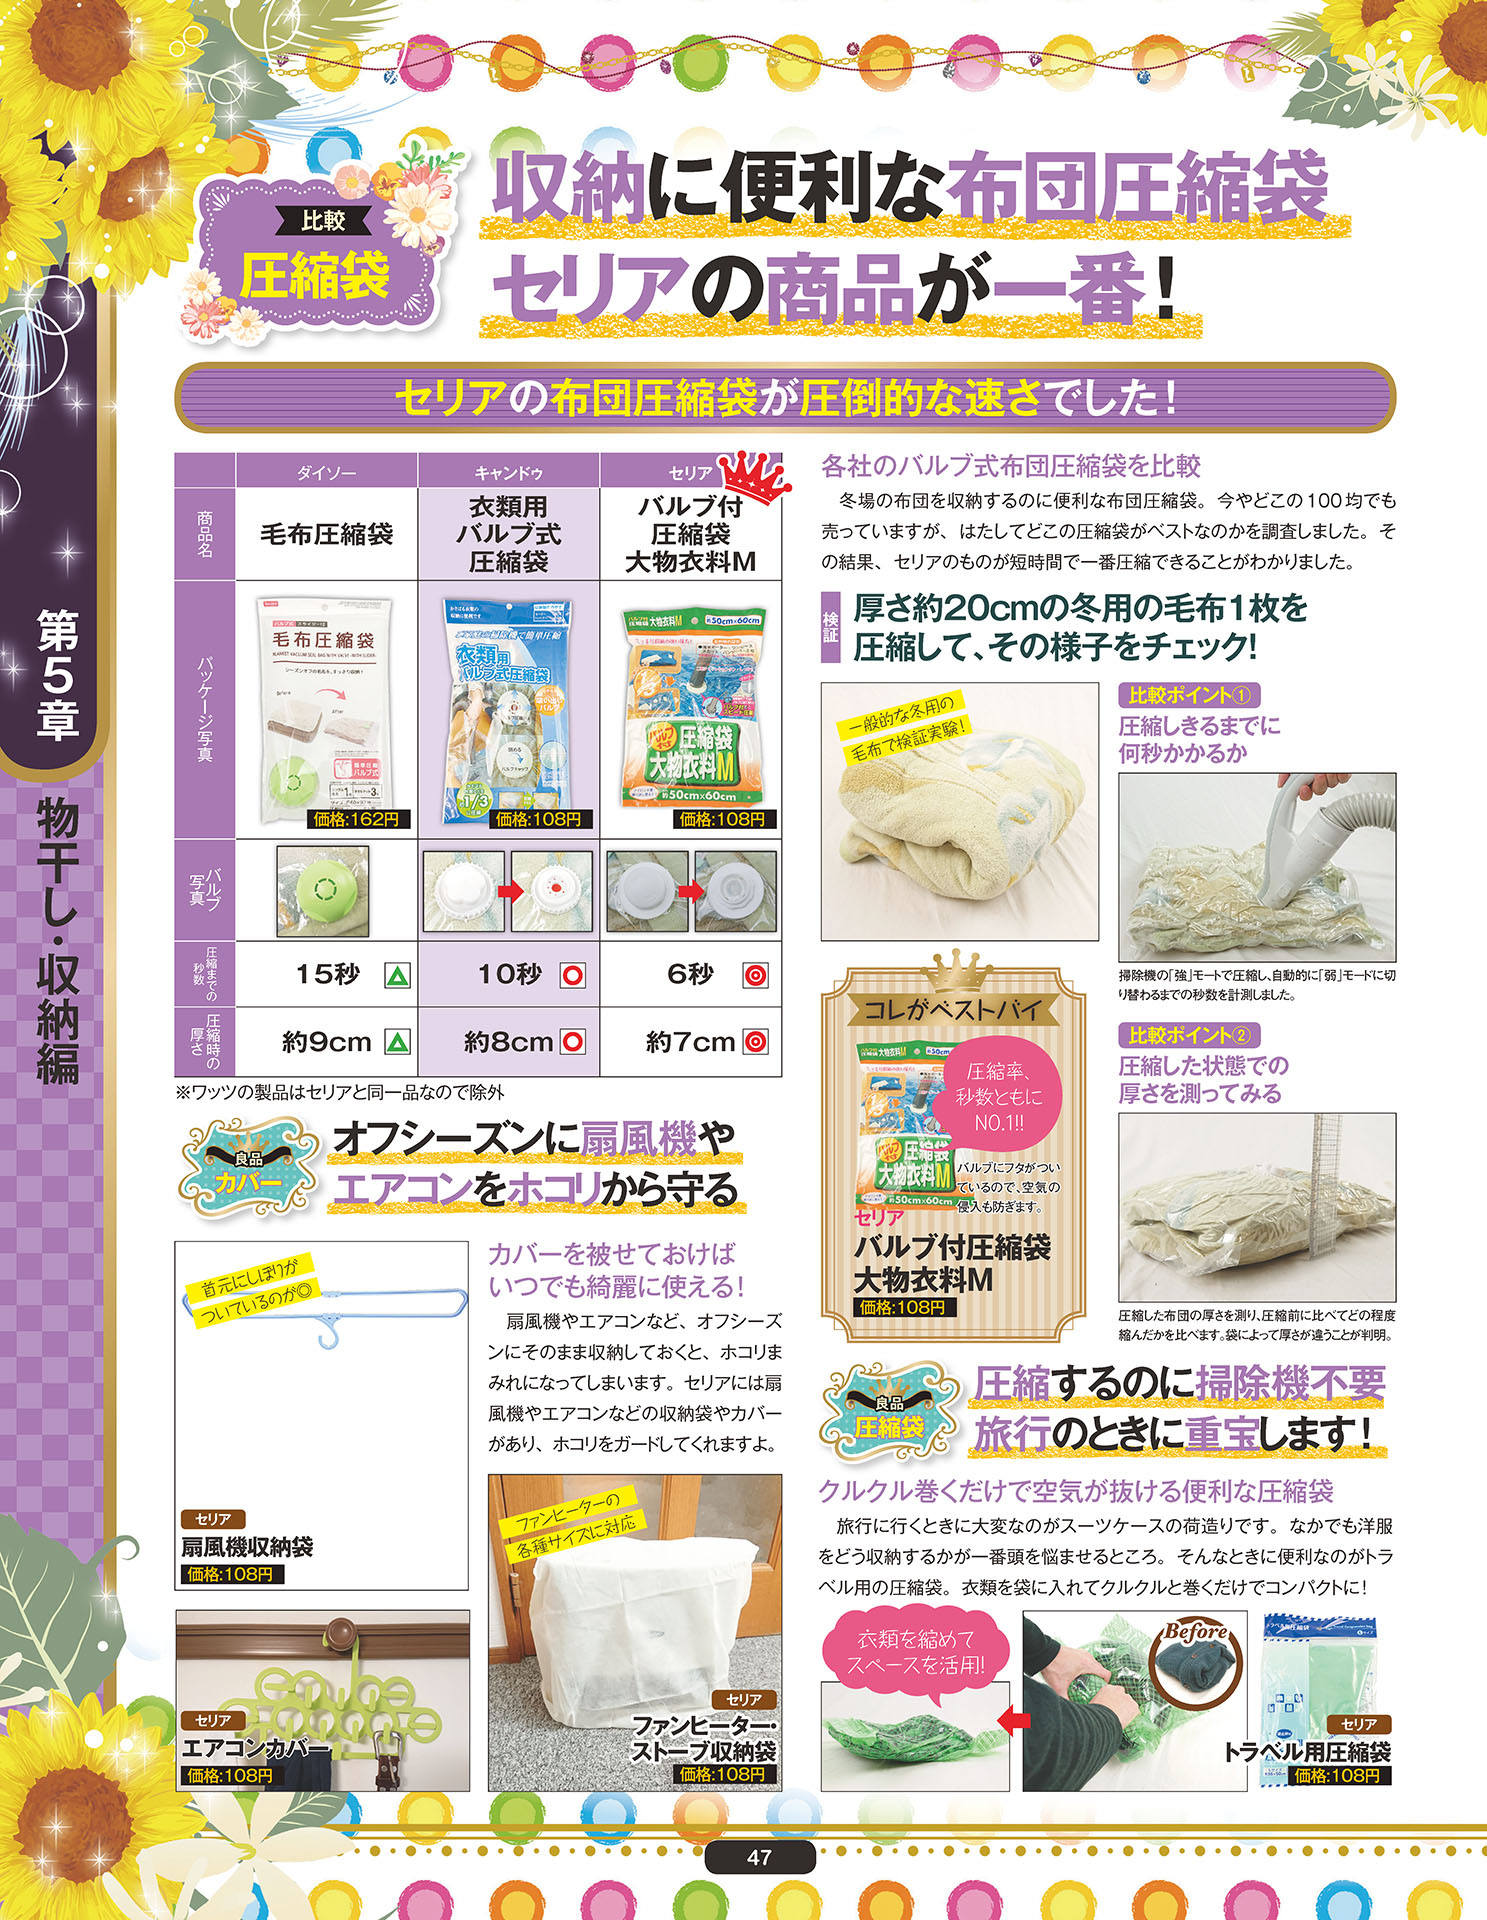 比較
圧縮袋
収納に便利な布団圧縮袋
セリアの商品が一番！
セリアの布団圧縮袋が圧倒的な速さでした！
第5章
物干し・収納編
ダイソー
キャンドゥ
セリア
商品名
毛布圧縮袋
衣類用
バルブ式
圧縮袋
バルブ付
圧縮袋
大物衣料M
パッケージ写真
毛布圧縮袋
Before
After
価格:162円
衣類用
バルブ式圧縮袋
1/3
価格:108円
バルブ付圧縮袋 大物衣料M
約50cm×60cm
圧縮袋
大物衣料M
約50cm×60cm
価格:108円
バルブ
写真
圧縮までの
秒数
15秒
10秒
6秒
圧縮時の
厚さ
約9cm
約8cm
約7cm
※ワッツの製品はセリアと同一品なので除外
各社のバルブ式布団圧縮袋を比較
冬場の布団を収納するのに便利な布団圧縮袋。今やどこの100均でも
売っていますが、はたしてどこの圧縮袋がベストなのかを調査しました。そ
の結果、セリアのものが短時間で一番圧縮できることがわかりました。
検証
厚さ約20cmの冬用の毛布1枚を
圧縮して、その様子をチェック！
一般的な冬用の
毛布で検証実験！
比較ポイント①
圧縮しきるまでに
何秒かかるか
掃除機の「強」モードで圧縮し、自動的に「弱」モードに切
り替わるまでの秒数を計測しました。
比較ポイント②
圧縮した状態での
厚さを測ってみる
圧縮した布団の厚さを測り、圧縮前に比べてどの程度
縮んだかを比べます。袋によって厚さが違うことが判明。
コレがベストバイ
圧縮率、
秒数ともに
NO.1!!
圧縮袋
大物衣料M
約50cm×60cm
バルブにフタがつい
ているので、空気の
侵入も防ぎます。
セリア
バルブ付圧縮袋
大物衣料M
価格:108円
良品
カバー
オフシーズンに扇風機や
エアコンをホコリから守る
首元にしぼりが
ついているのが◎
セリア
扇風機収納袋
価格:108円
カバーを被せておけば
いつでも綺麗に使える！
扇風機やエアコンなど、オフシーズ
ンにそのまま収納しておくと、ホコリま
みれになってしまいます。セリアには扇
風機やエアコンなどの収納袋やカバー
があり、ホコリをガードしてくれますよ。
セリア
エアコンカバー
価格:108円
ファンヒーターの
各種サイズに対応
セリア
ファンヒーター・
ストーブ収納袋
価格:108円
良品
圧縮袋
圧縮するのに掃除機不要
旅行のときに重宝します！
クルクル巻くだけで空気が抜ける便利な圧縮袋
旅行に行くときに大変なのがスーツケースの荷造りです。なかでも洋服
をどう収納するかが一番頭を悩ませるところ。そんなときに便利なのがトラ
ベル用の圧縮袋。衣類を袋に入れてクルクルと巻くだけでコンパクトに！
衣類を縮めて
スペースを活用！
Before
トラベル用圧縮袋
セリア
トラベル用圧縮袋
価格:108円
47